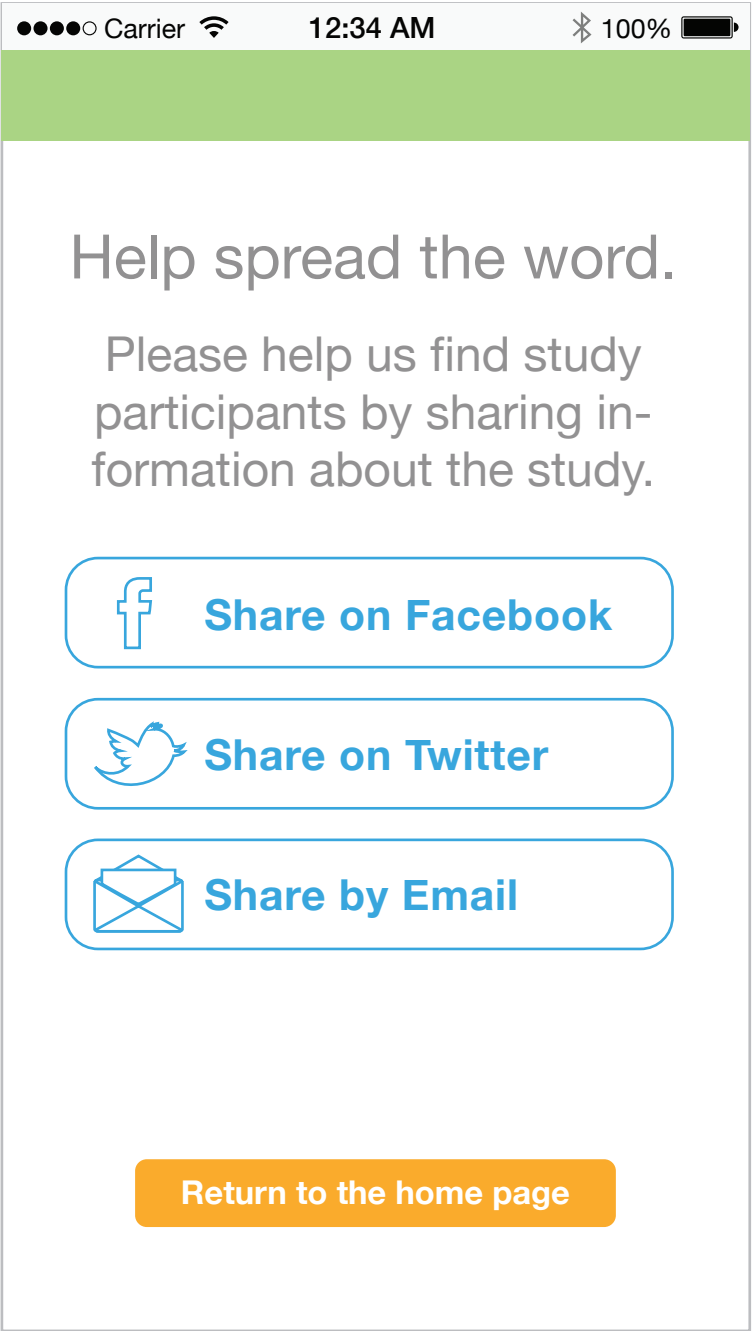 Carrier 12:34 AM 100%
Help spread the word.
Please help us find study
participants by sharing in-
formation about the study.
Share on Facebook
Share on Twitter
Share by Email
Return to the home page